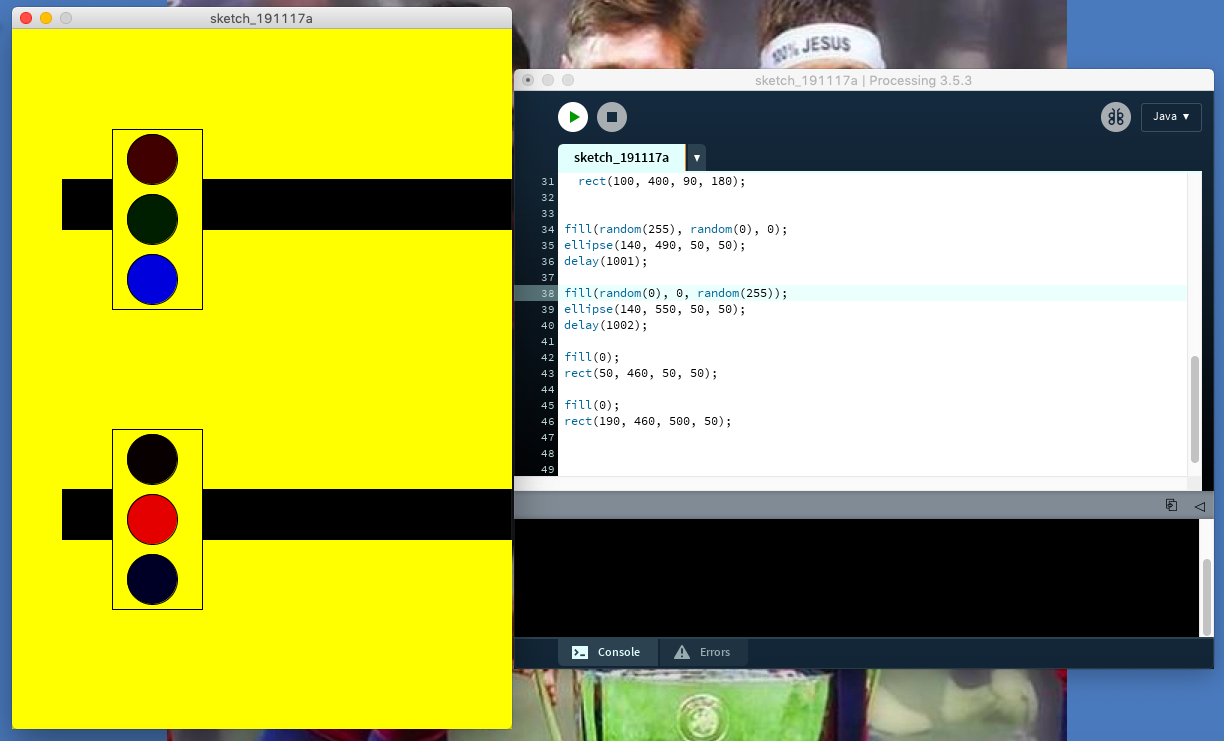 sketch_191117a
100% JESUS
sketch_191117a | Processing 3.5.3
Java ▼
sketch_191117a ▼
31 rect(100, 400, 90, 180);
32
33
34 fill(random(255), random(0), 0);
35 ellipse(140, 490, 50, 50);
36 delay(1001);
37
38 fill(random(0), 0, random(255));
39 ellipse(140, 550, 50, 50);
40 delay(1002);
41
42 fill(0);
43 rect(50, 460, 50, 50);
44
45 fill(0);
46 rect(190, 460, 500, 50);
47
48
49
Console
Errors